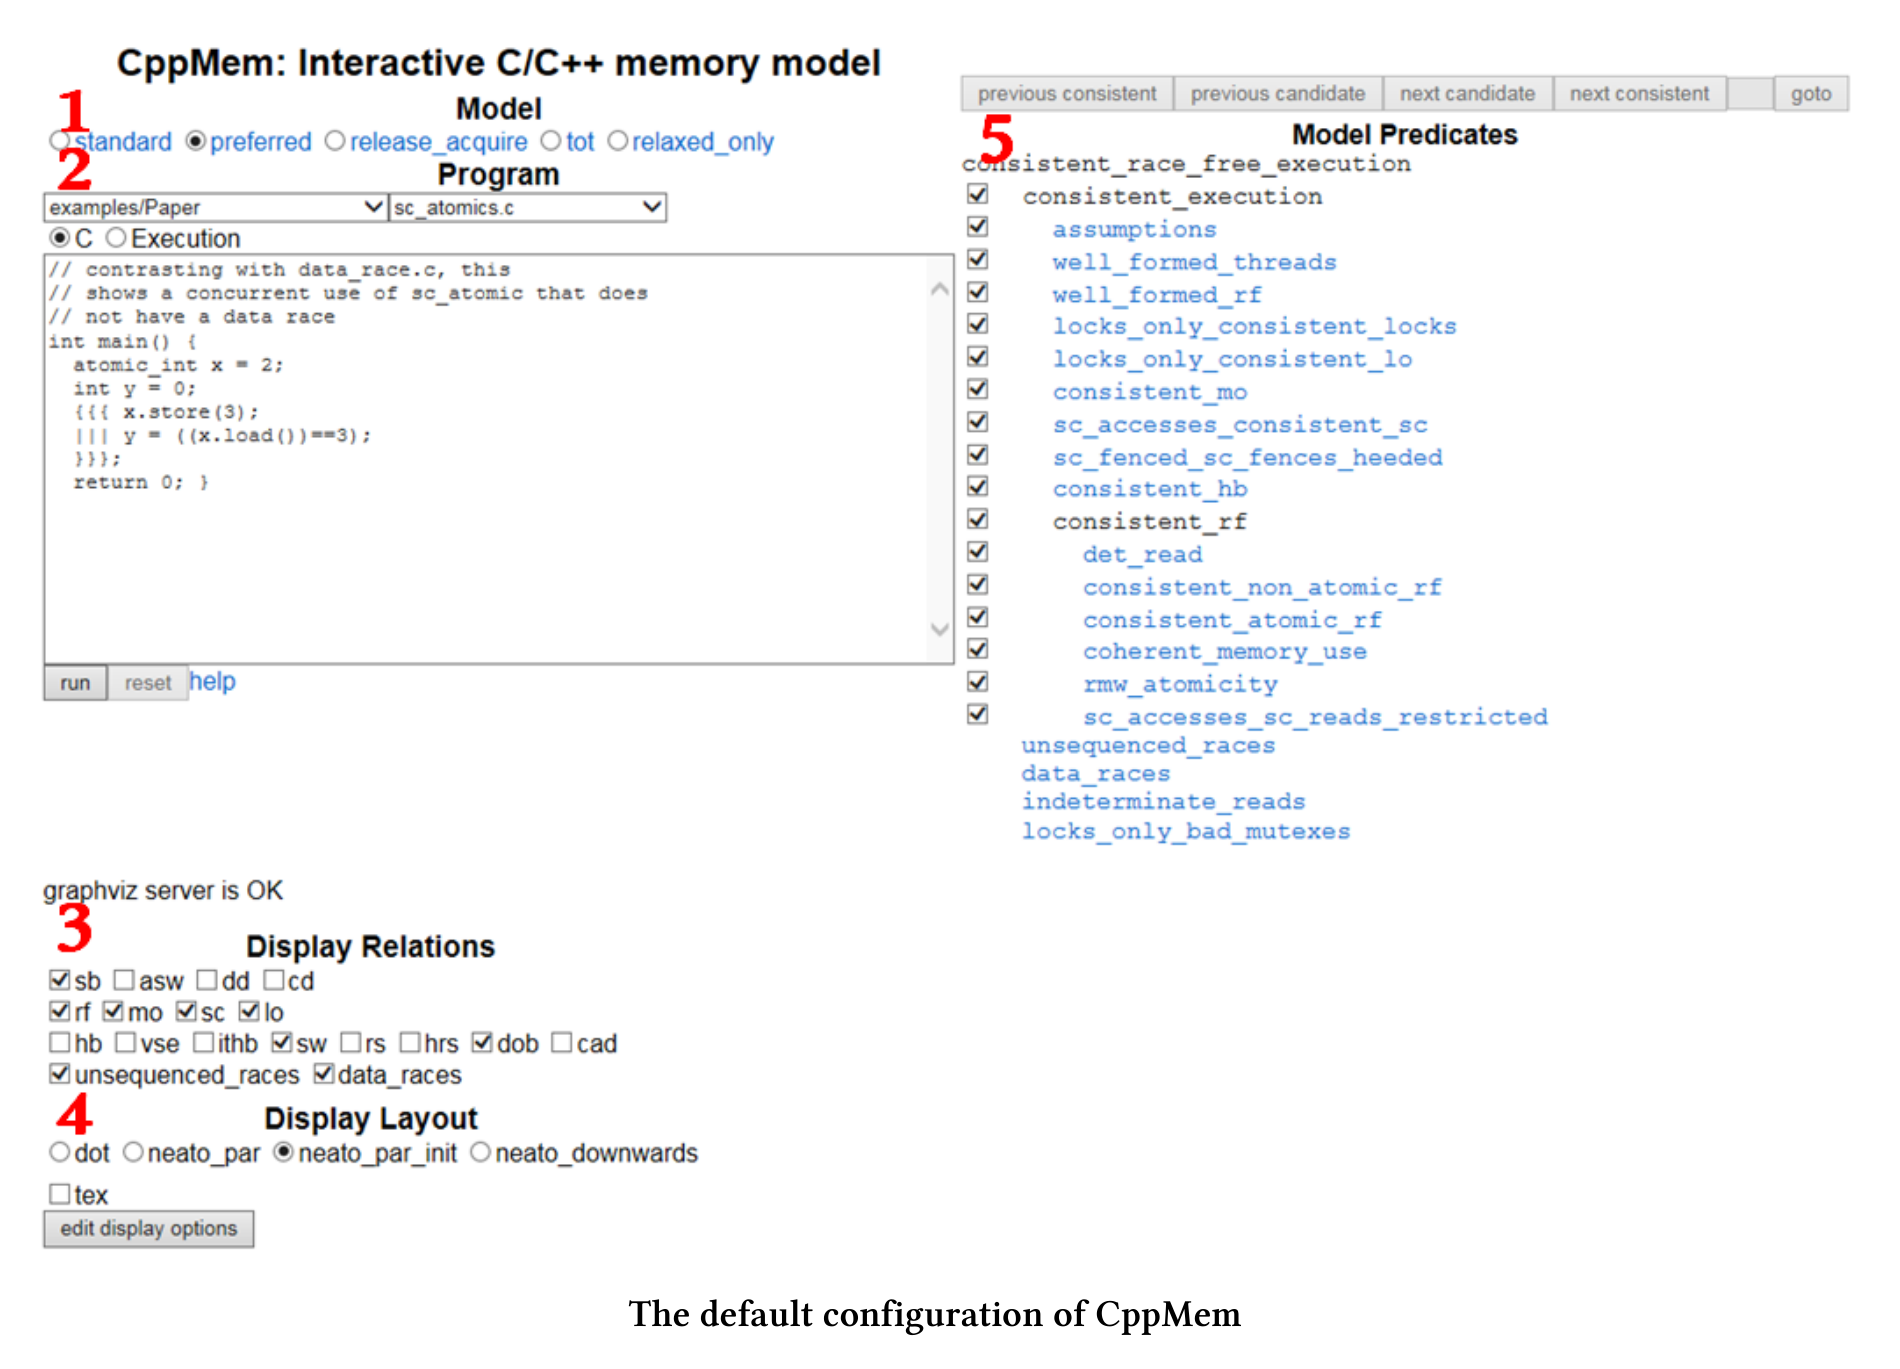 CppMem: Interactive C/C++ memory model
1
Model
standard preferred release_acquire tot relaxed_only
2
Program
examples/Paper sc_atomics.c
C Execution
// contrasting with data_race.c, this
// shows a concurrent use of sc_atomic that does
// not have a data race
int main() {
  atomic_int x = 2;
  int y = 0;
  {{{ x.store(3);
  ||| y = ((x.load())==3);
  }}};
  return 0; }
run reset help
graphviz server is OK
3
Display Relations
sb asw dd cd
rf mo sc lo
hb vse ithb sw rs hrs dob cad
unsequenced_races data_races
4
Display Layout
dot neato_par neato_par_init neato_downwards
tex
edit display options
previous consistent previous candidate next candidate next consistent goto
5
Model Predicates
consistent_race_free_execution
consistent_execution
assumptions
well_formed_threads
well_formed_rf
locks_only_consistent_locks
locks_only_consistent_lo
consistent_mo
sc_accesses_consistent_sc
sc_fenced_sc_fences_heeded
consistent_hb
consistent_rf
det_read
consistent_non_atomic_rf
consistent_atomic_rf
coherent_memory_use
rmw_atomicity
sc_accesses_sc_reads_restricted
unsequenced_races
data_races
indeterminate_reads
locks_only_bad_mutexes
The default configuration of CppMem